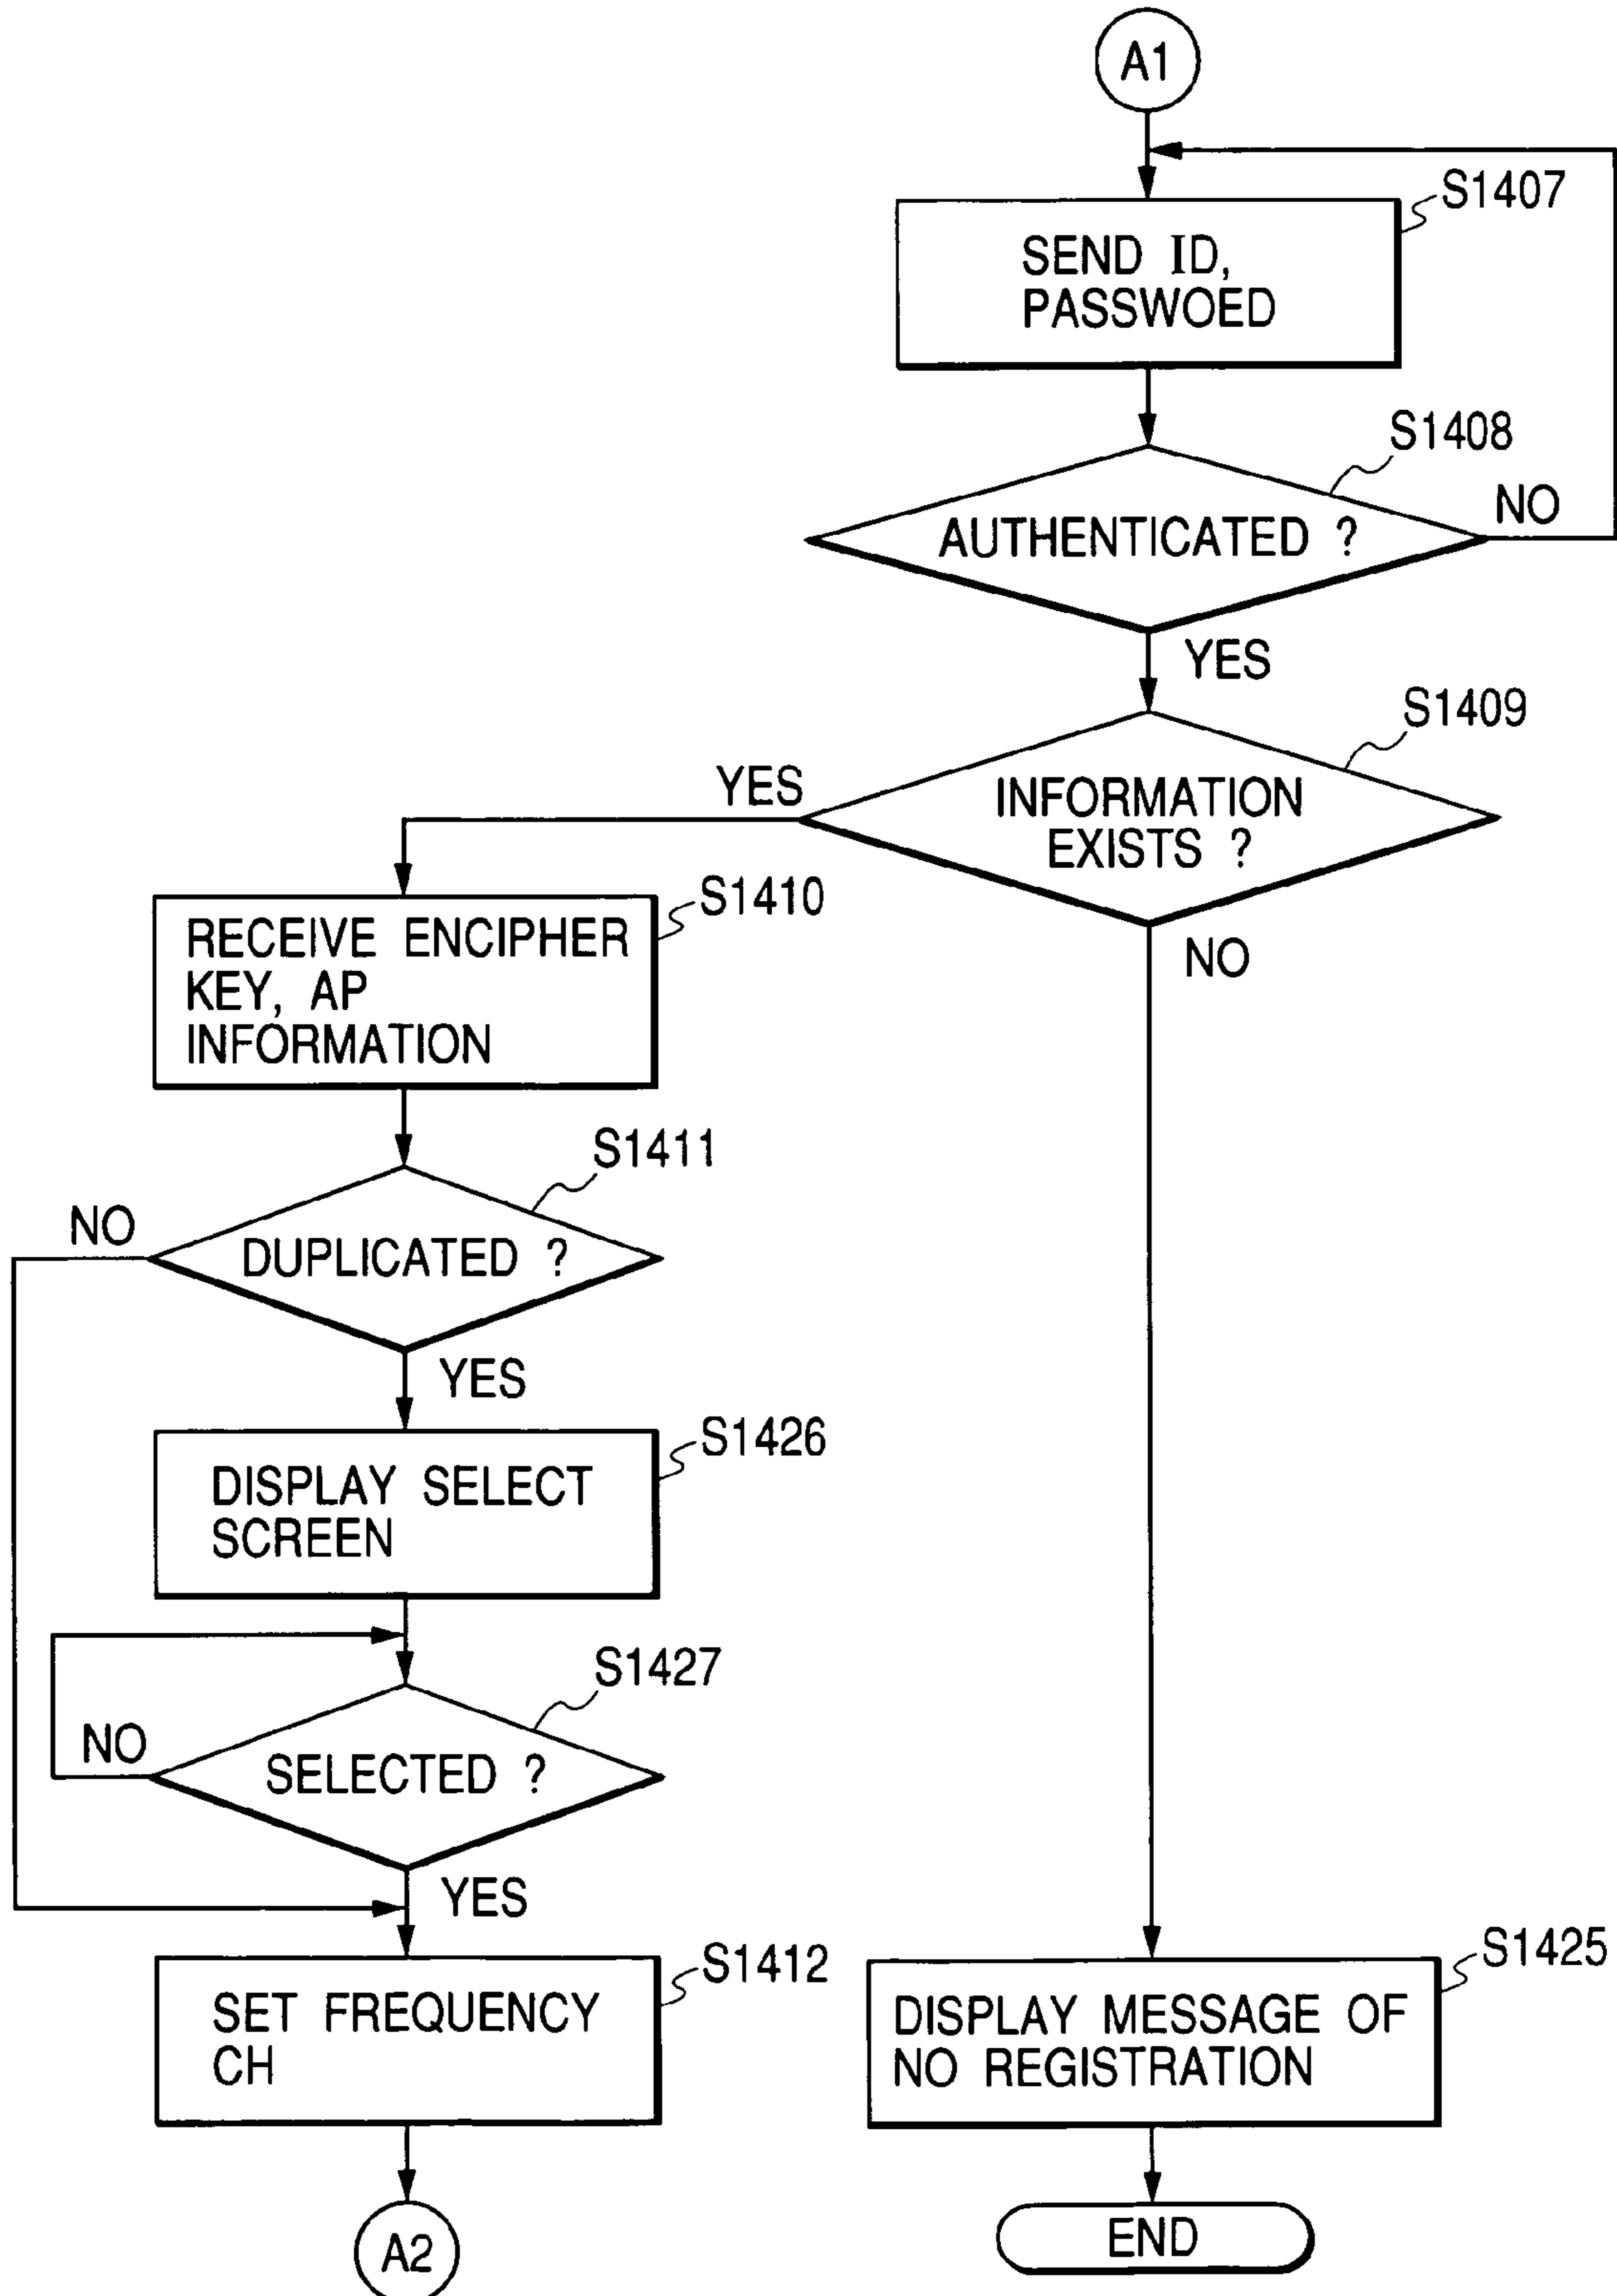 A1
S1407
SEND ID,
PASSWOED
S1408
AUTHENTICATED ?
NO
YES
S1409
INFORMATION
EXISTS ?
YES
NO
S1410
RECEIVE ENCIPHER
KEY, AP
INFORMATION
S1411
DUPLICATED ?
NO
YES
S1426
DISPLAY SELECT
SCREEN
S1427
SELECTED ?
NO
YES
S1412
SET FREQUENCY
CH
A2
S1425
DISPLAY MESSAGE OF
NO REGISTRATION
END